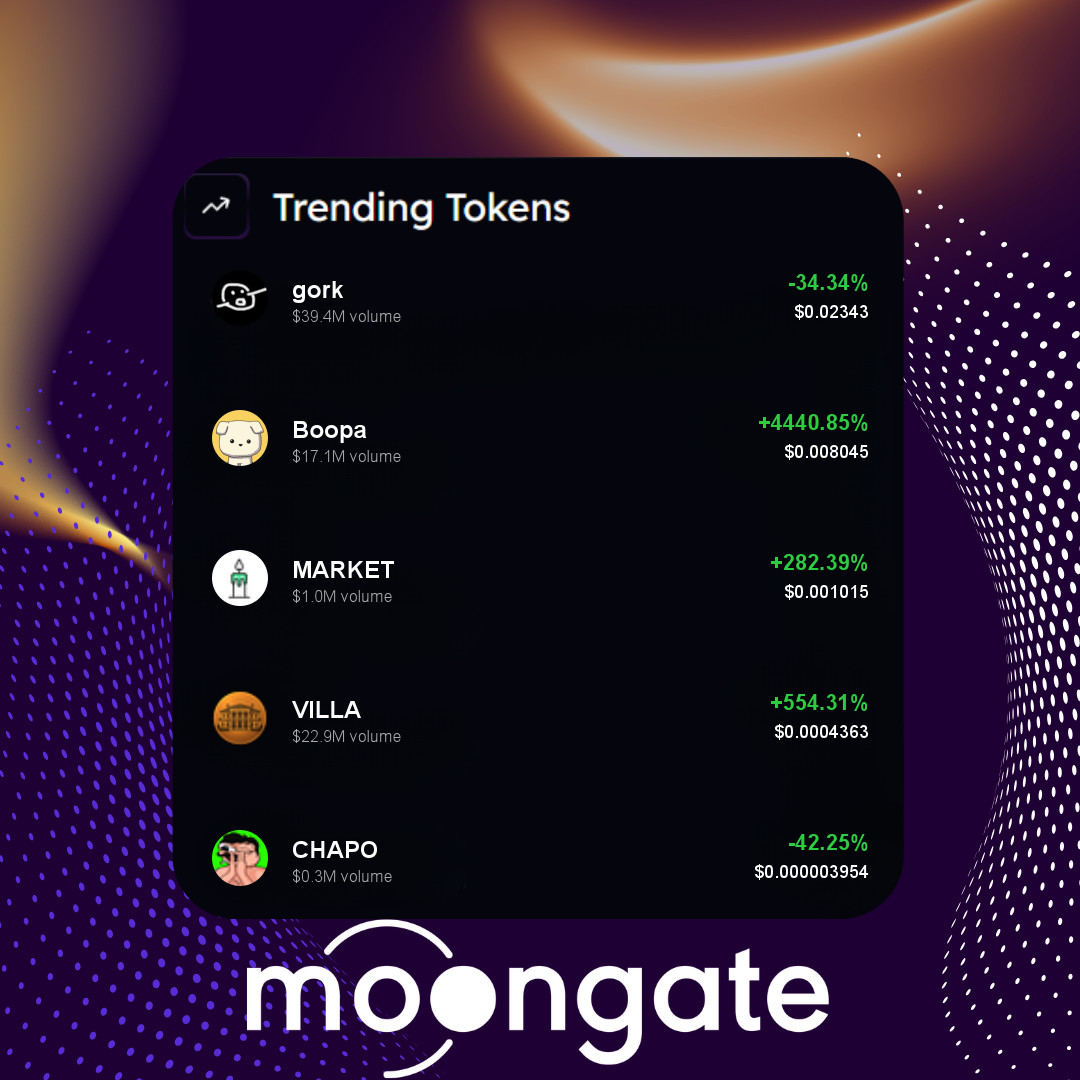 Trending Tokens
gork
-34.34%
$39.4M volume
$0.02343
Boopa
+4440.85%
$17.1M volume
$0.008045
MARKET
+282.39%
$1.0M volume
$0.001015
VILLA
+554.31%
$22.9M volume
$0.0004363
CHAPO
-42.25%
$0.3M volume
$0.000003954
moongate